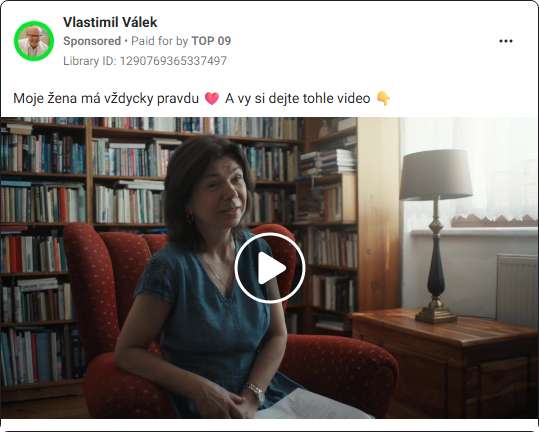 Vlastimil Válek
Sponsored • Paid for by TOP 09
Library ID: 1290769365337497
Moje žena má vždycky pravdu ❤️ A vy si dejte tohle video 👇